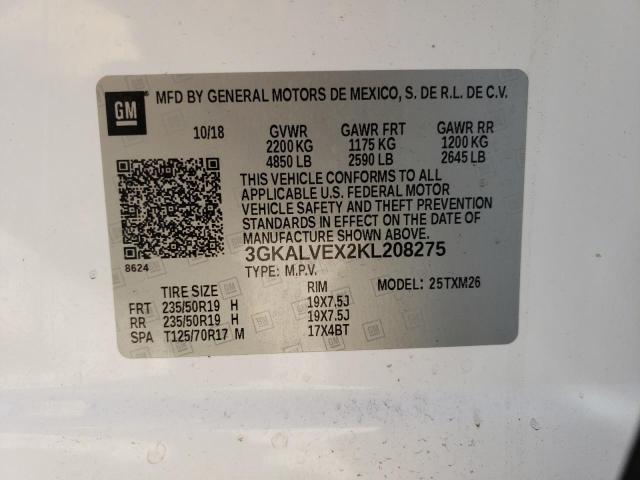 GM MFD BY GENERAL MOTORS DE MEXICO, S. DE R.L. DE C.V.
10/18 GVWR GAWR FRT GAWR RR
2200 KG 1175 KG 1200 KG
4850 LB 2590 LB 2645 LB
THIS VEHICLE CONFORMS TO ALL
APPLICABLE U.S. FEDERAL MOTOR
VEHICLE SAFETY AND THEFT PREVENTION
STANDARDS IN EFFECT ON THE DATE OF
MANUFACTURE SHOWN ABOVE.
8624 3GKALVEX2KL208275
TYPE: M.P.V. MODEL: 25TXM26
TIRE SIZE RIM
FRT 235/50R19 H 19X7.5J
RR 235/50R19 H 19X7.5J
SPA T125/70R17 M 17X4BT